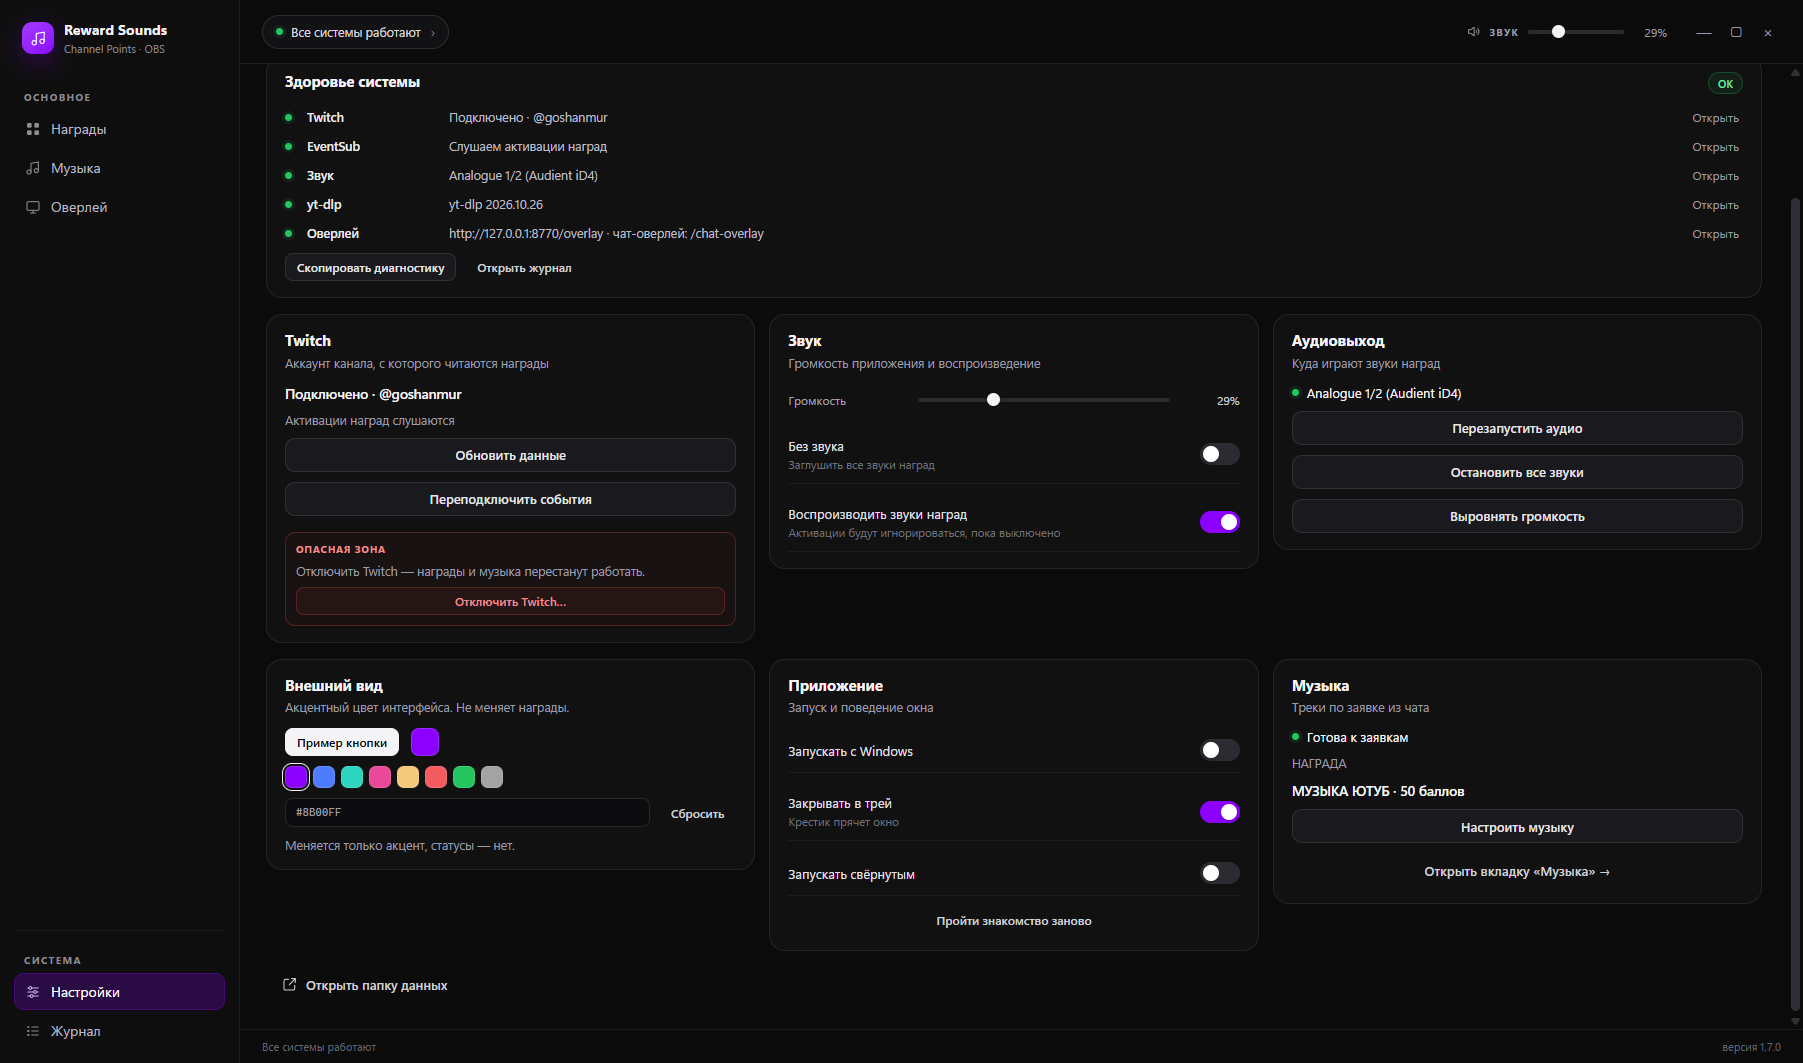 Reward Sounds
Channel Points · OBS
Все системы работают ›
ЗВУК
29%
ОСНОВНОЕ
Награды
Музыка
Оверлей
Здоровье системы
OK
Twitch
Подключено · @goshanmur
Открыть
EventSub
Слушаем активации наград
Открыть
Звук
Analogue 1/2 (Audient iD4)
Открыть
yt-dlp
yt-dlp 2026.10.26
Открыть
Оверлей
http://127.0.0.1:8770/overlay · чат-оверлей: /chat-overlay
Открыть
Скопировать диагностику
Открыть журнал
Twitch
Аккаунт канала, с которого читаются награды
Подключено · @goshanmur
Активации наград слушаются
Обновить данные
Переподключить события
ОПАСНАЯ ЗОНА
Отключить Twitch — награды и музыка перестанут работать.
Отключить Twitch...
Звук
Громкость приложения и воспроизведение
Громкость
29%
Без звука
Заглушить все звуки наград
Воспроизводить звуки наград
Активации будут игнорироваться, пока выключено
Аудиовыход
Куда играют звуки наград
Analogue 1/2 (Audient iD4)
Перезапустить аудио
Остановить все звуки
Выровнять громкость
Внешний вид
Акцентный цвет интерфейса. Не меняет награды.
Пример кнопки
#8B00FF
Сбросить
Меняется только акцент, статусы — нет.
Приложение
Запуск и поведение окна
Запускать с Windows
Закрывать в трей
Крестик прячет окно
Запускать свёрнутым
Пройти знакомство заново
Музыка
Треки по заявке из чата
Готова к заявкам
НАГРАДА
МУЗЫКА ЮТУБ · 50 баллов
Настроить музыку
Открыть вкладку «Музыка» →
Открыть папку данных
СИСТЕМА
Настройки
Журнал
Все системы работают
версия 1.7.0